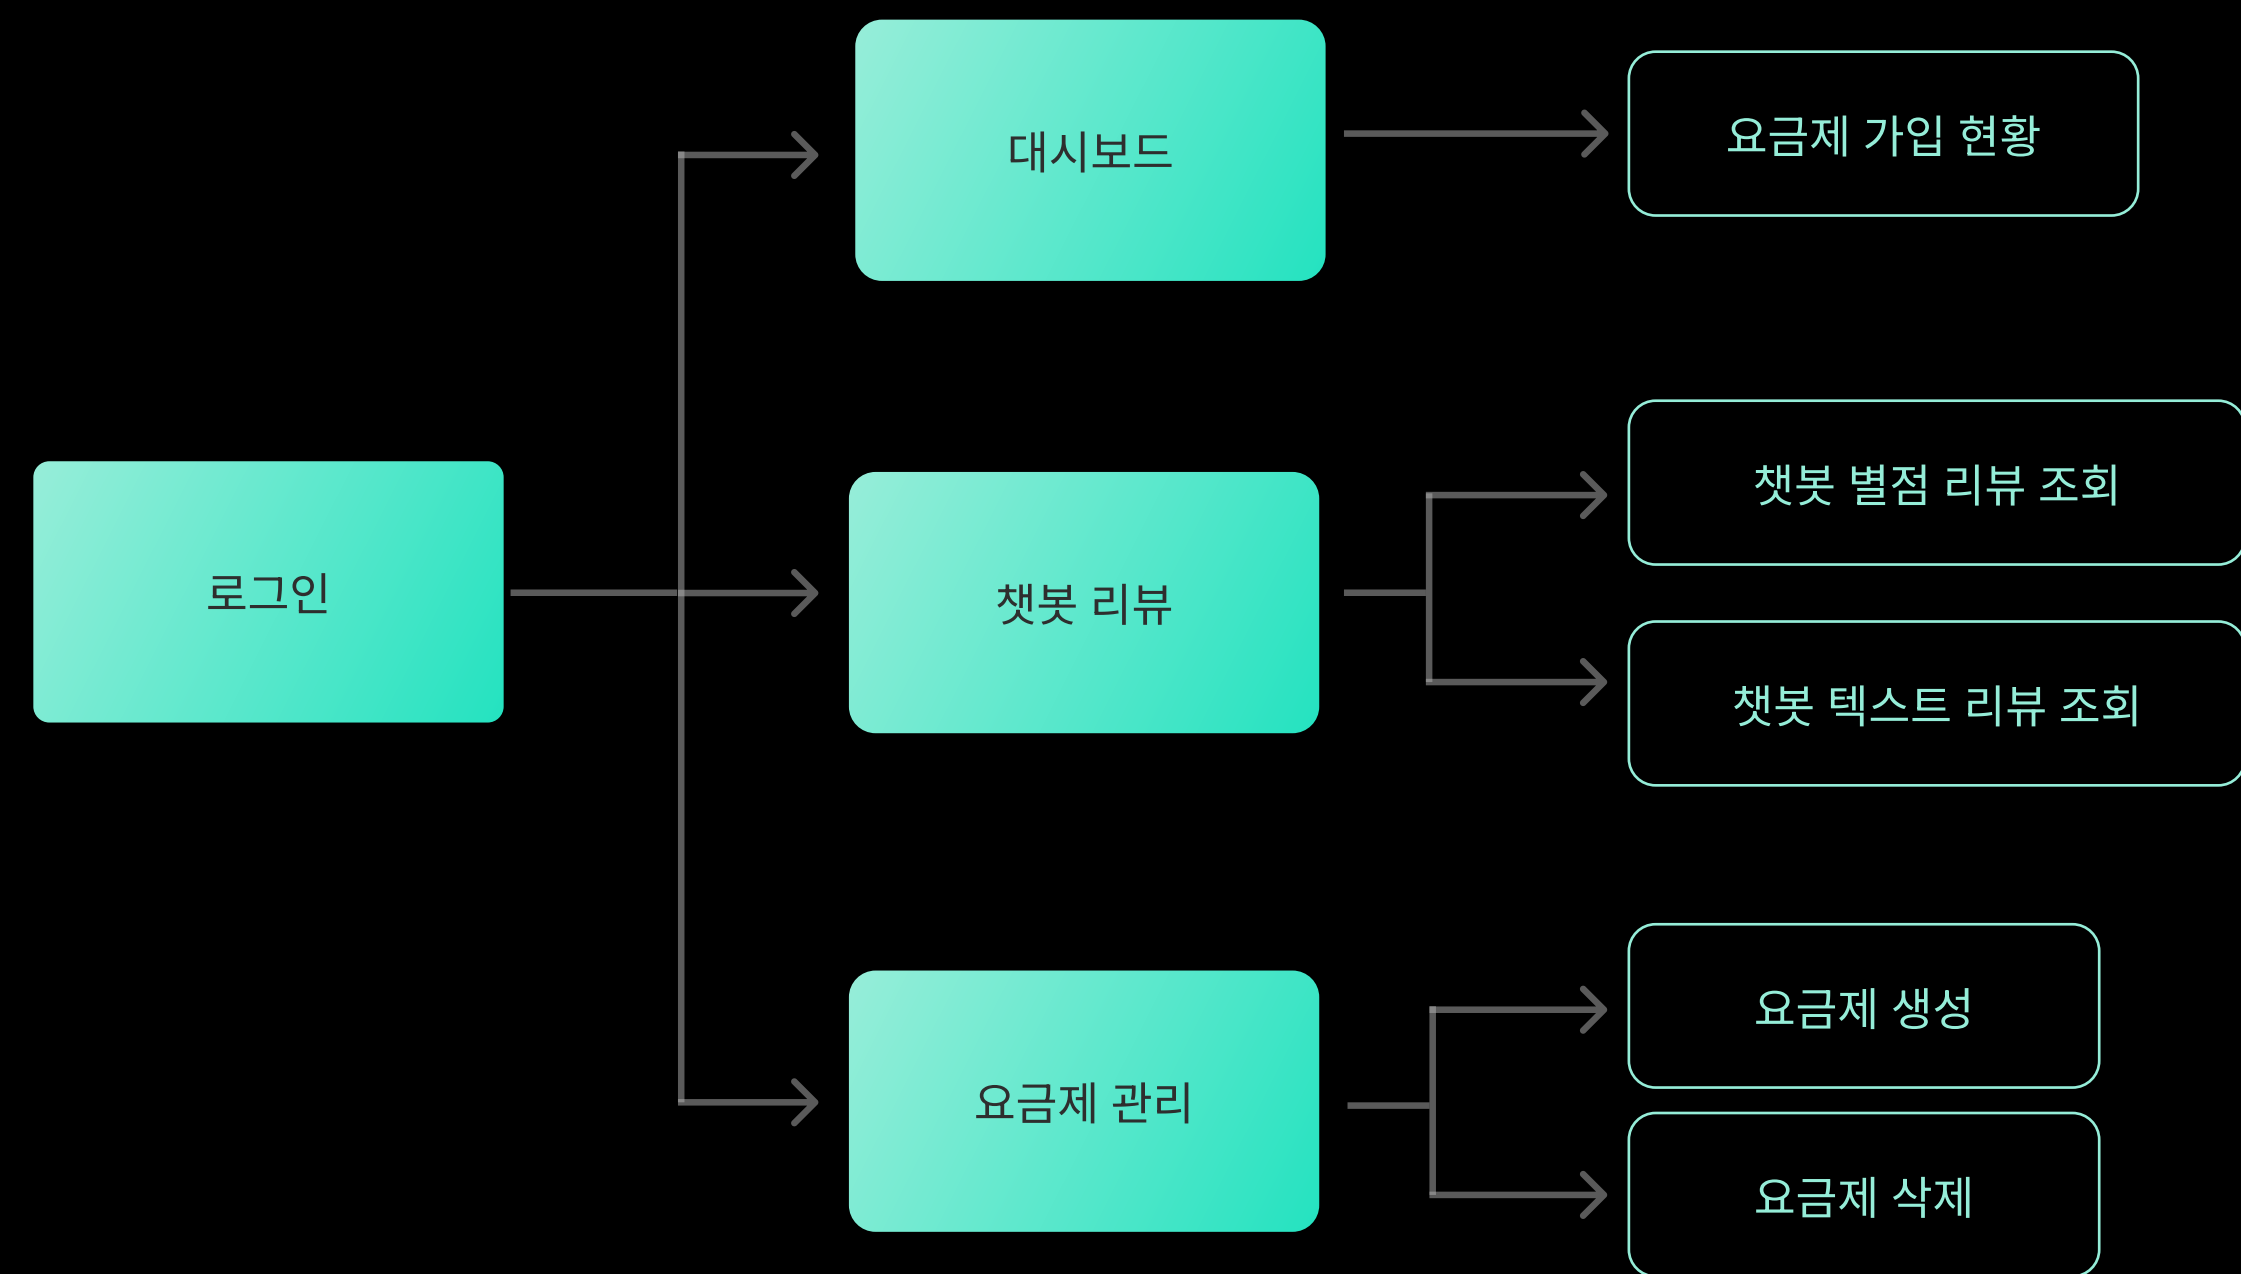 대시보드
요금제 가입 현황
로그인
챗봇 리뷰
챗봇 별점 리뷰 조회
챗봇 텍스트 리뷰 조회
요금제 관리
요금제 생성
요금제 삭제